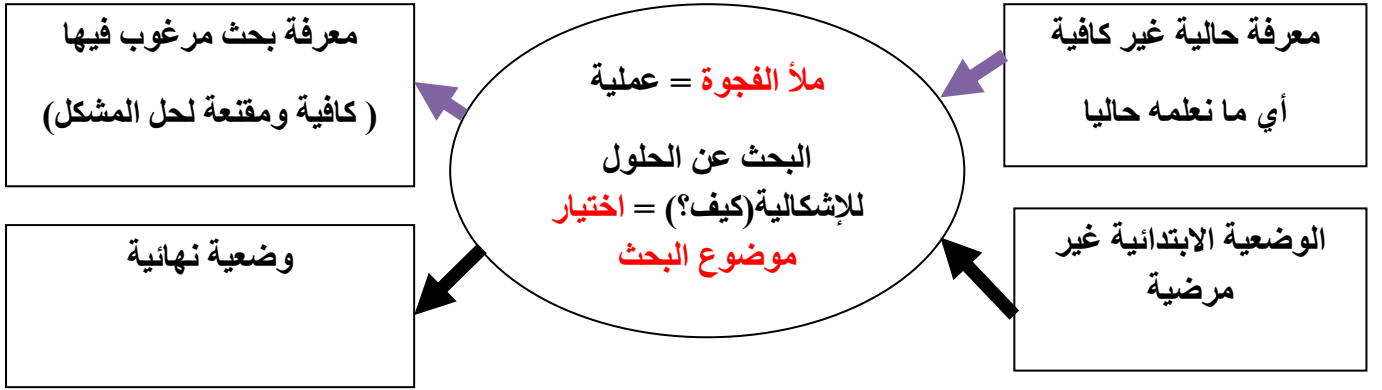 معرفة حالية غير كافية
أي ما نعلمه حاليا
ملأ الفجوة = عملية
البحث عن الحلول
للإشكالية(كيف؟) = اختيار
موضوع البحث
معرفة بحث مرغوب فيها
( كافية ومقنعة لحل المشكل)
الوضعية الابتدائية غير
مرضية
وضعية نهائية